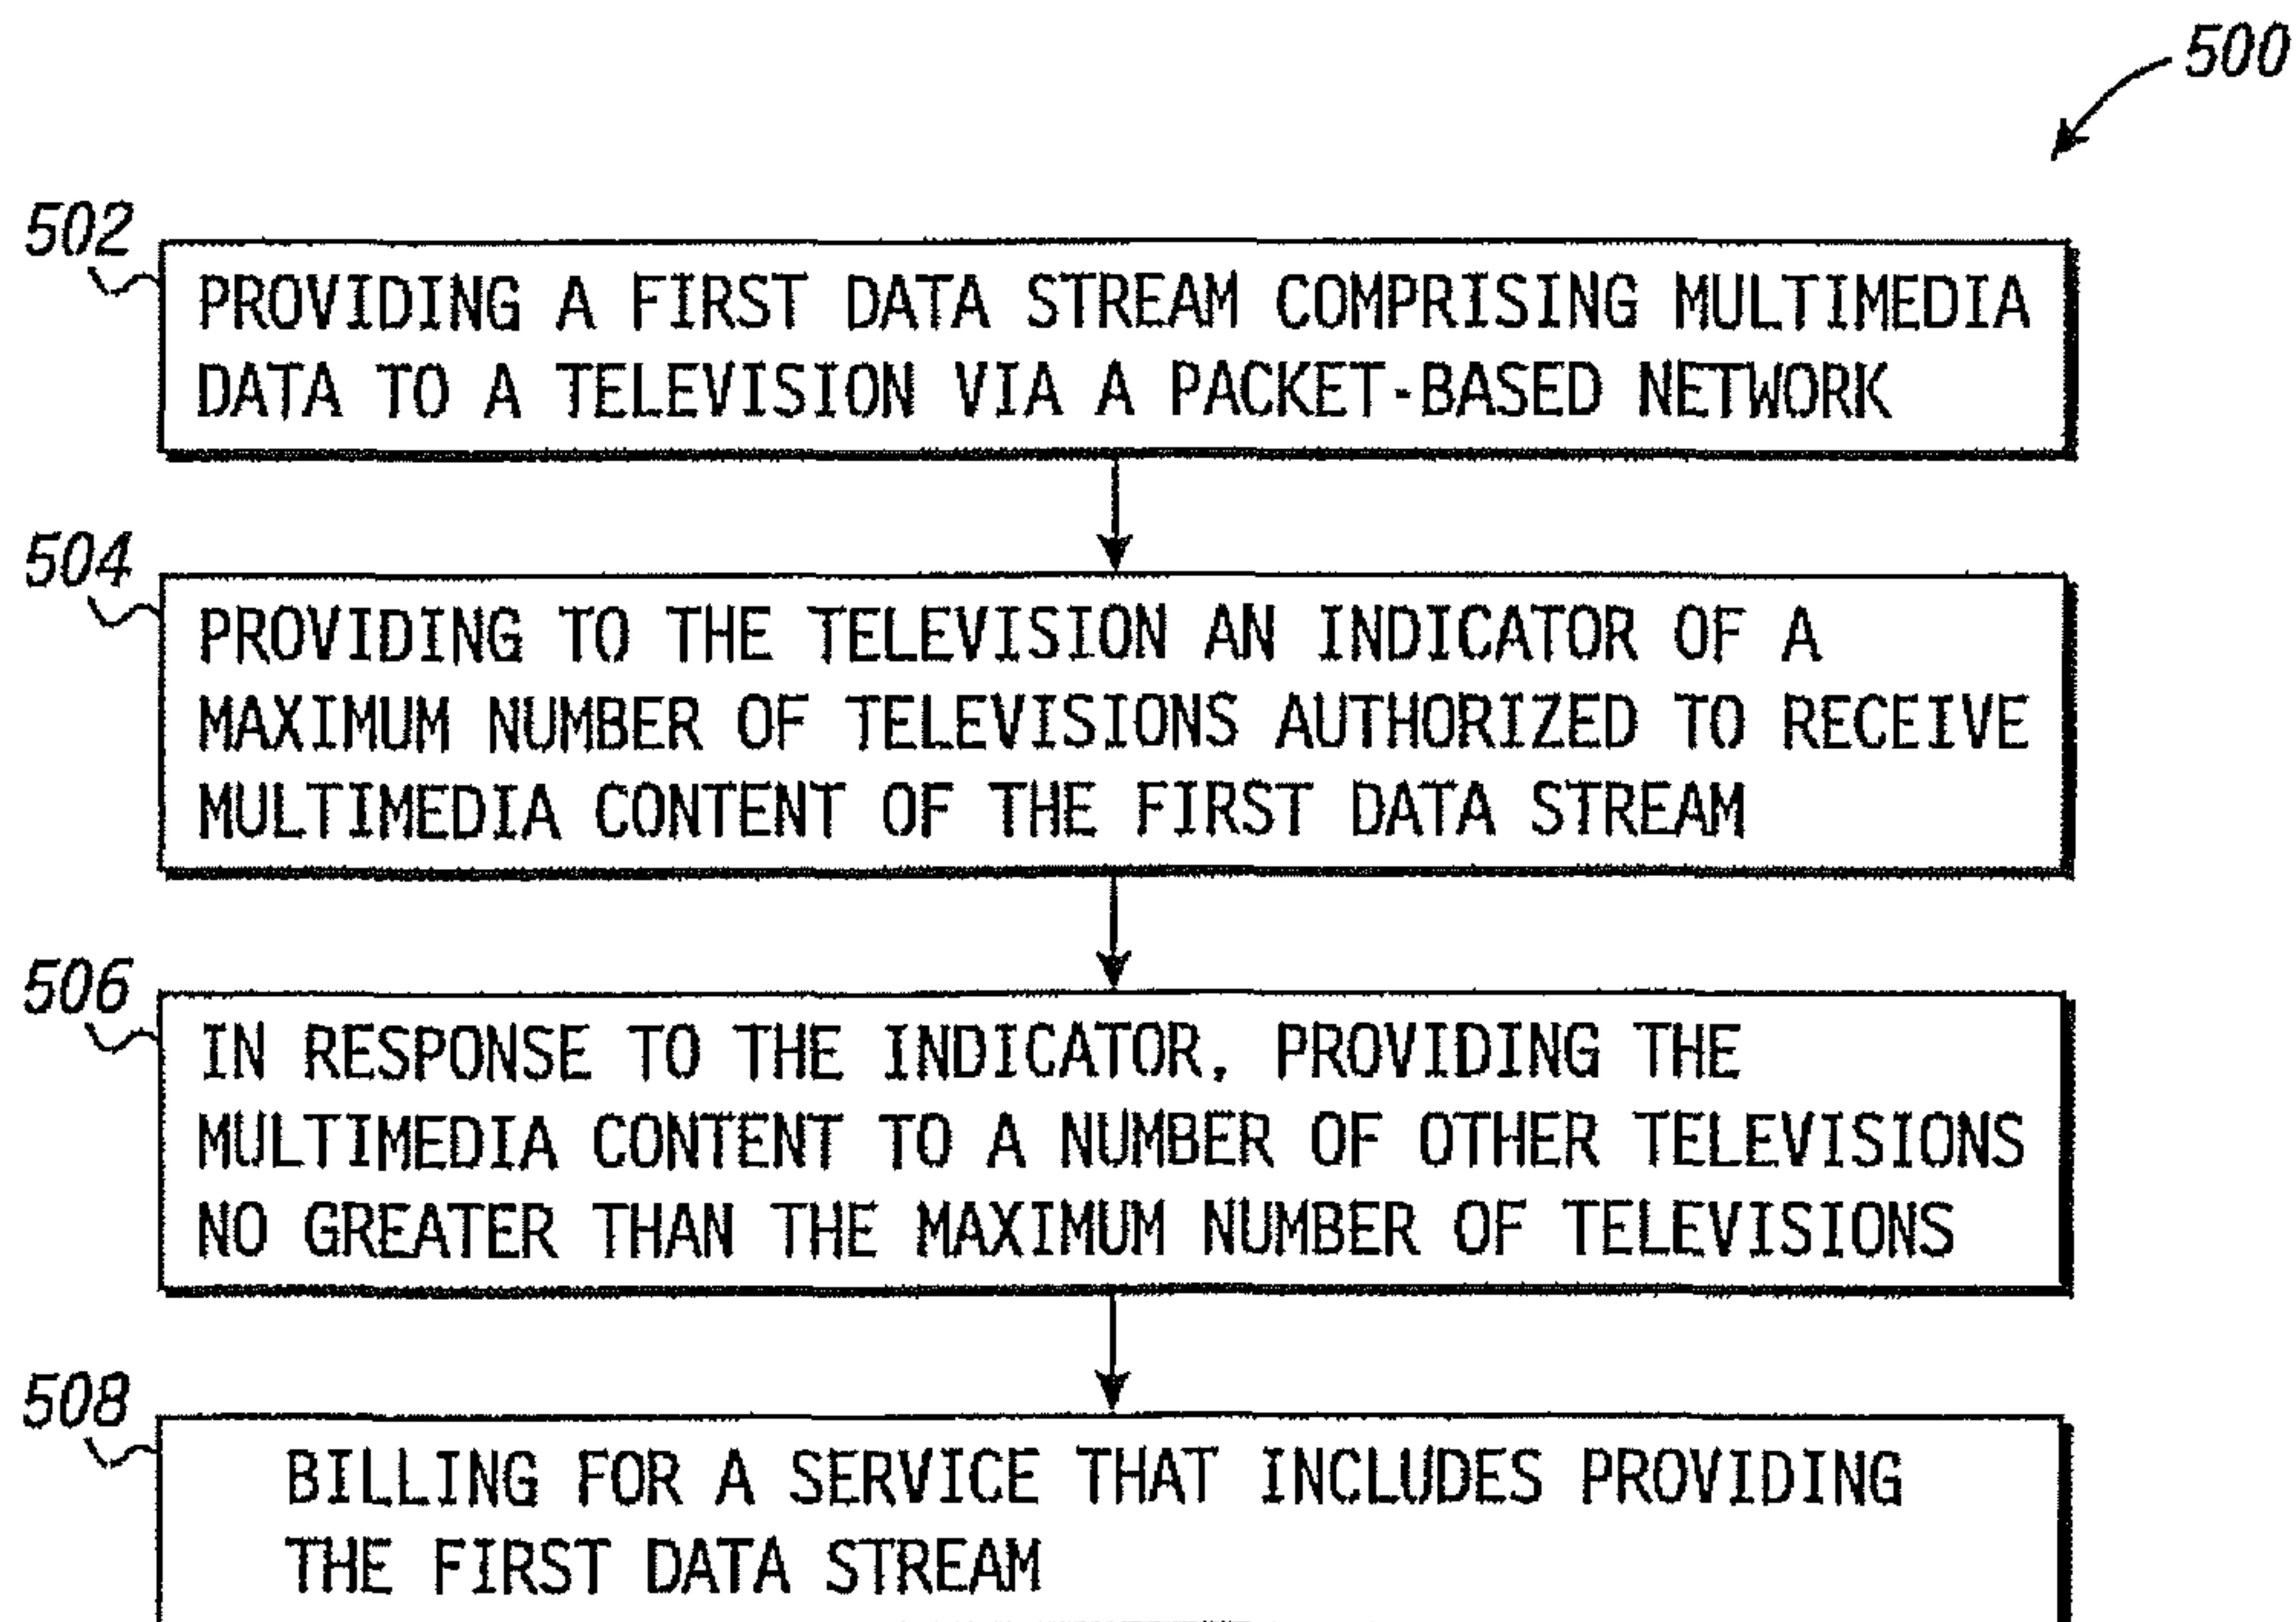 500
502
PROVIDING A FIRST DATA STREAM COMPRISING MULTIMEDIA
DATA TO A TELEVISION VIA A PACKET-BASED NETWORK
504
PROVIDING TO THE TELEVISION AN INDICATOR OF A
MAXIMUM NUMBER OF TELEVISIONS AUTHORIZED TO RECEIVE
MULTIMEDIA CONTENT OF THE FIRST DATA STREAM
506
IN RESPONSE TO THE INDICATOR, PROVIDING THE
MULTIMEDIA CONTENT TO A NUMBER OF OTHER TELEVISIONS
NO GREATER THAN THE MAXIMUM NUMBER OF TELEVISIONS
508
BILLING FOR A SERVICE THAT INCLUDES PROVIDING
THE FIRST DATA STREAM